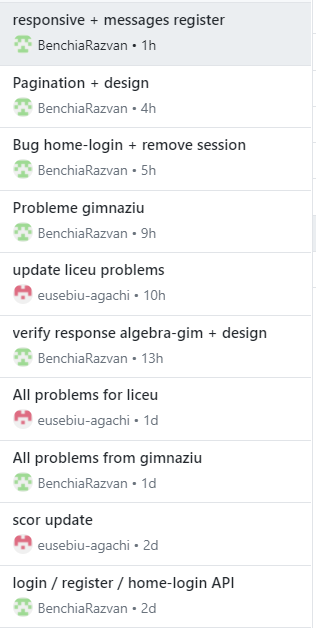 responsive + messages register
BenchiaRazvan • 1h
Pagination + design
BenchiaRazvan • 4h
Bug home-login + remove session
BenchiaRazvan • 5h
Probleme gimnaziu
BenchiaRazvan • 9h
update liceu problems
eusebiu-agachi • 10h
verify response algebra-gim + design
BenchiaRazvan • 13h
All problems for liceu
eusebiu-agachi • 1d
All problems from gimnaziu
BenchiaRazvan • 1d
scor update
eusebiu-agachi • 2d
login / register / home-login API
BenchiaRazvan • 2d